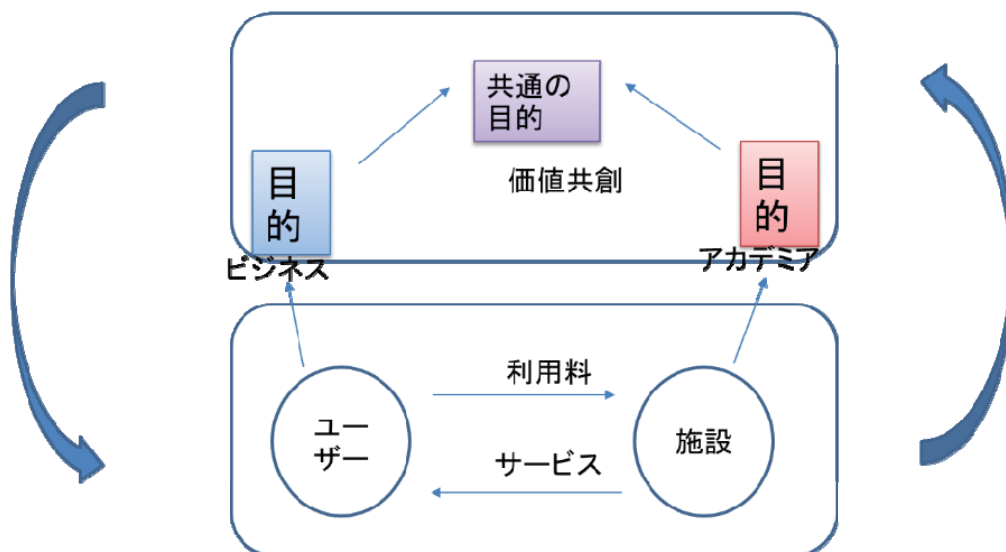 共通の
目的
価値共創
目
的
ビジネス
目
的
アカデミア
利用料
ユー
ザー
サービス
施設